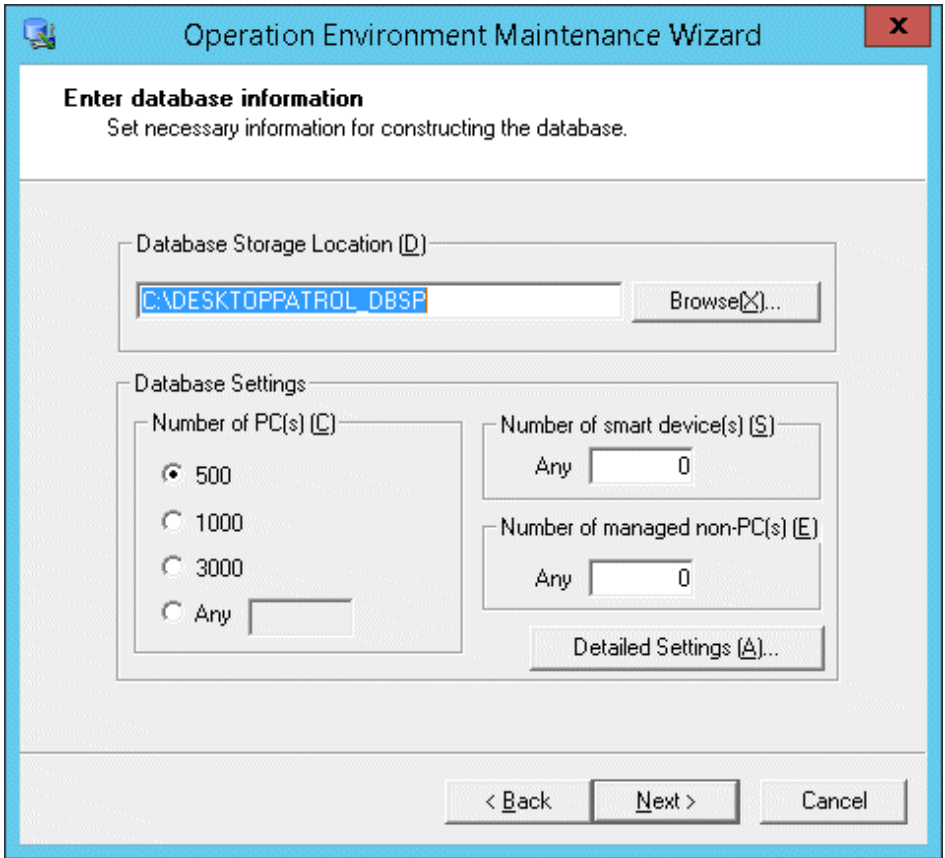 Operation Environment Maintenance Wizard
x
Enter database information
Set necessary information for constructing the database.
Database Storage Location (D)
C:\DESKTOPPATROL_DBSP
Browse(X)...
Database Settings
Number of PC(s) (C)
500
1000
3000
Any
Number of smart device(s) (S)
Any 0
Number of managed non-PC(s) (E)
Any 0
Detailed Settings (A)...
< Back
Next >
Cancel